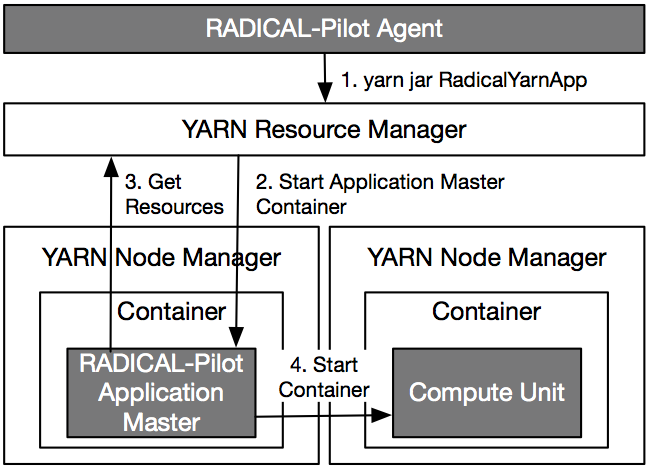 RADICAL-Pilot Agent
1. yarn jar RadicalYarnApp
YARN Resource Manager
3. Get
Resources
2. Start Application Master
Container
YARN Node Manager
Container
RADICAL-Pilot
Application
Master
4. Start
Container
YARN Node Manager
Container
Compute Unit